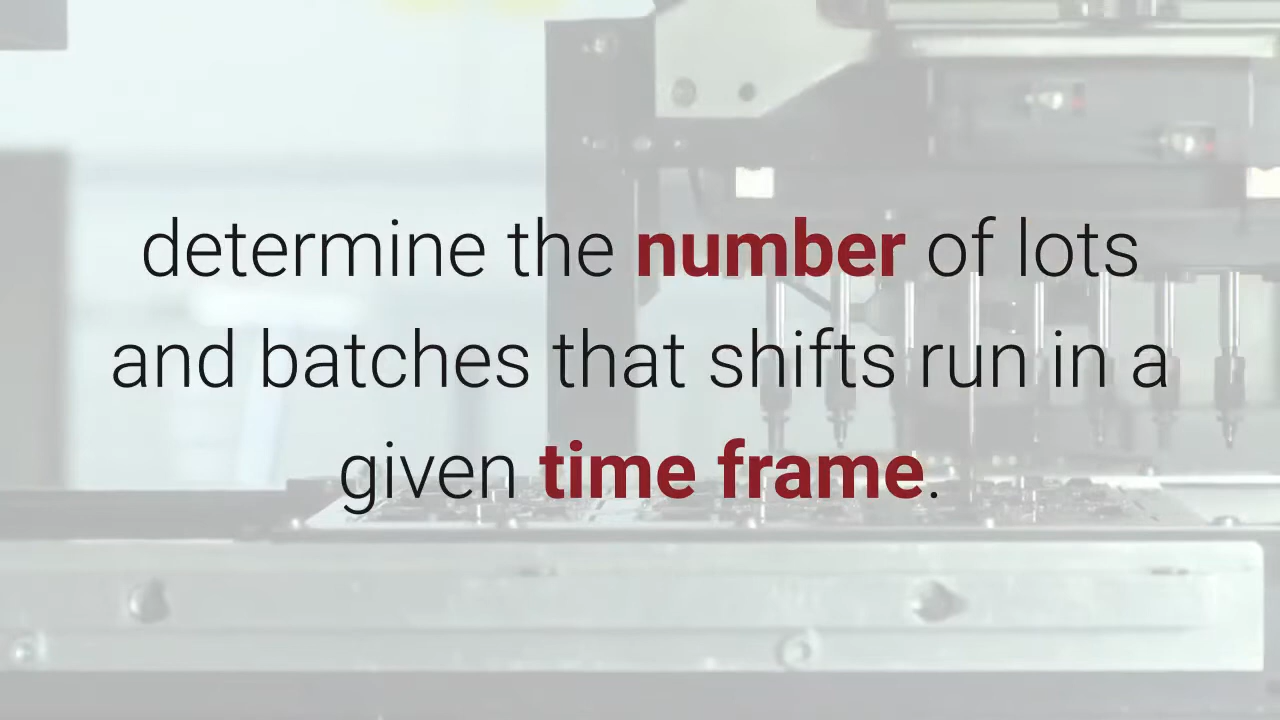 determine the number of lots
and batches that shifts run in a
given time frame.